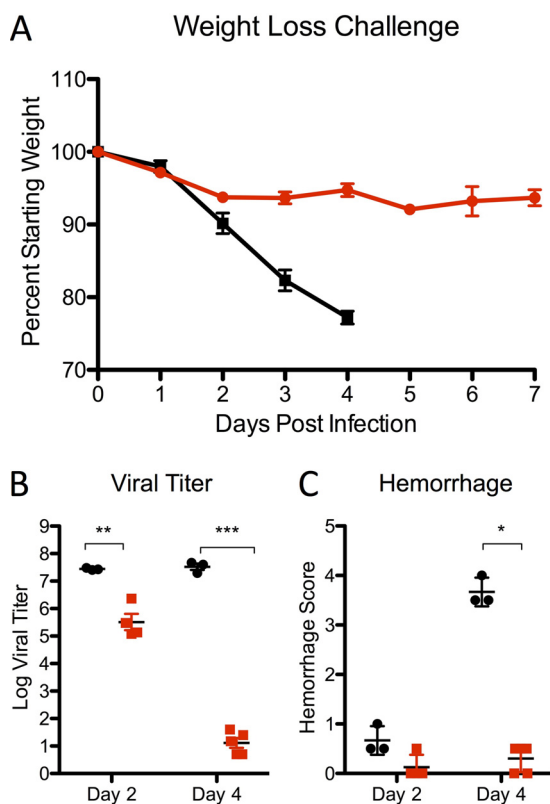 A Weight Loss Challenge
110
100
90
80
70
Percent Starting Weight
0 1 2 3 4 5 6 7
Days Post Infection
B Viral Titer
9
8
7
6
5
4
3
2
1
0
Log Viral Titer
** ***
Day 2 Day 4
C Hemorrhage
5
4
3
2
1
0
Hemorrhage Score
*
Day 2 Day 4